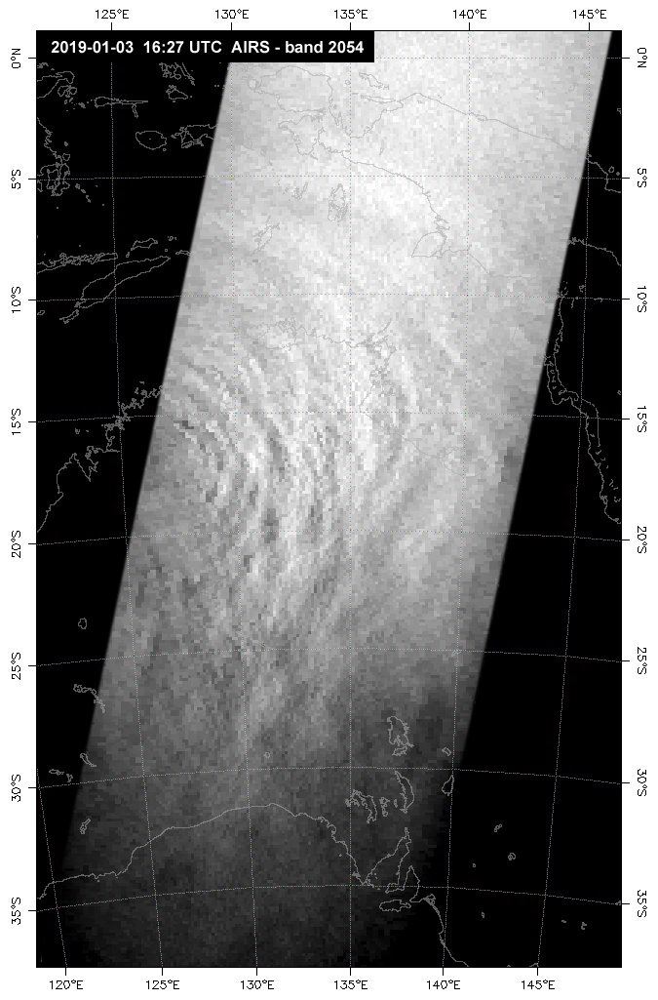 125°E 130°E 135°E 140°E 145°E
2019-01-03 16:27 UTC AIRS - band 2054
0°N 0°N
5°S 5°S
10°S 10°S
15°S 15°S
20°S 20°S
25°S 25°S
30°S 30°S
35°S 35°S
120°E 125°E 130°E 135°E 140°E 145°E